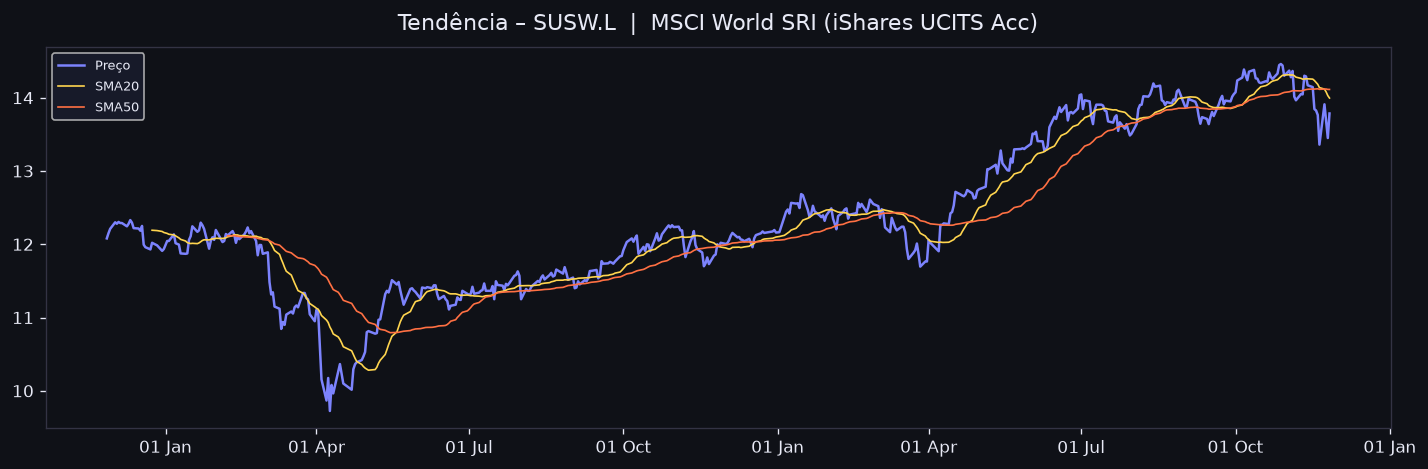 Tendência – SUSW.L | MSCI World SRI (iShares UCITS Acc)
Preço
SMA20
SMA50
14
13
12
11
10
01 Jan
01 Apr
01 Jul
01 Oct
01 Jan
01 Apr
01 Jul
01 Oct
01 Jan